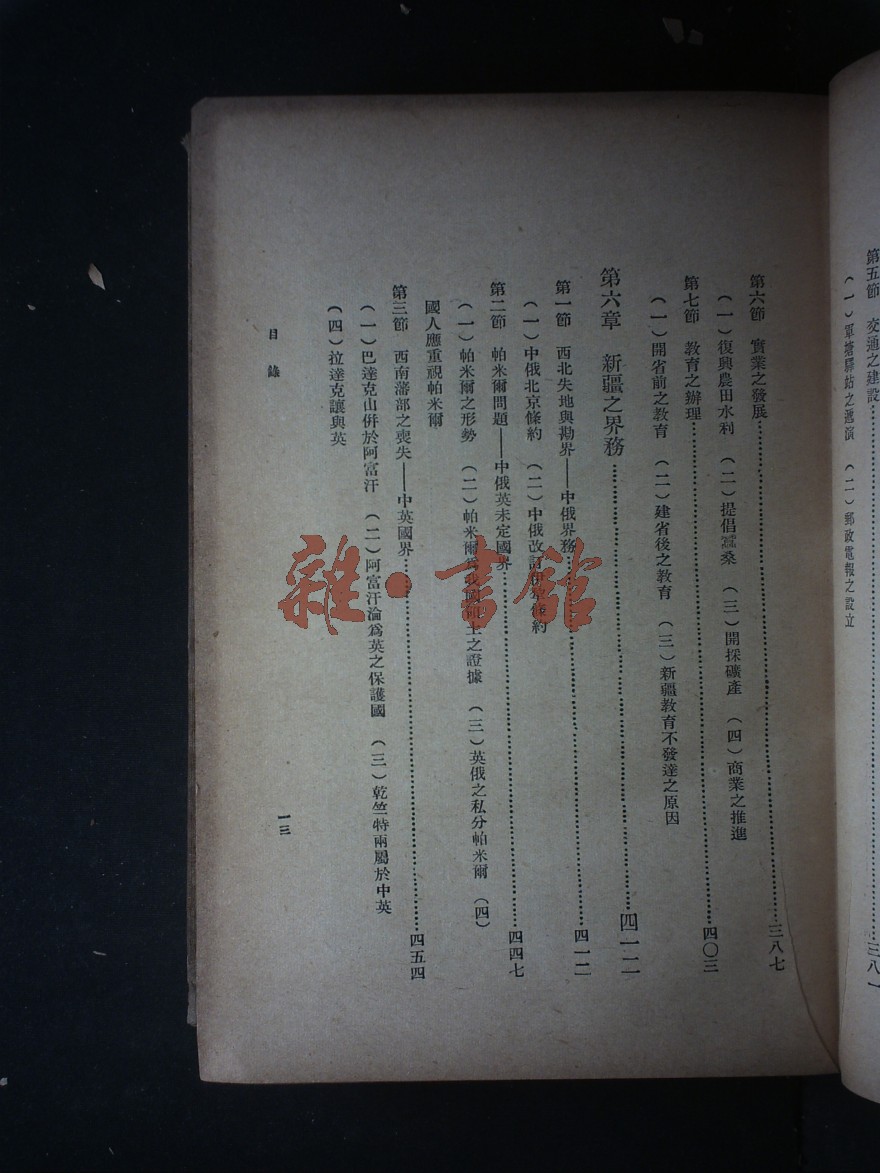 第五節　交通之建設……三八一
（一）軍塘驛站之遞演　（二）郵政電報之設立
第六節　實業之發展……三八七
（一）復興農田水利　（二）提倡蠶桑　（三）開採礦產　（四）商業之推進
第七節　教育之辦理……四〇三
（一）開省前之教育　（二）建省後之教育　（三）新疆教育不發達之原因
第六章　新疆之界務……四一二
第一節　西北失地與勘界——中俄界務……四一二
（一）中俄北京條約　（二）中俄改訂伊犂條約
第二節　帕米爾問題——中俄英未定國界……四四七
（一）帕米爾之形勢　（二）帕米爾為我國領土之證據　（三）英俄之私分帕米爾　（四）
國人應重視帕米爾
第三節　西南藩部之喪失——中英國界……四五四
（一）巴達克山併於阿富汗　（二）阿富汗淪爲英之保護國　（三）乾竺特兩屬於中英
（四）拉達克讓與英
目錄
一三
雜·書館